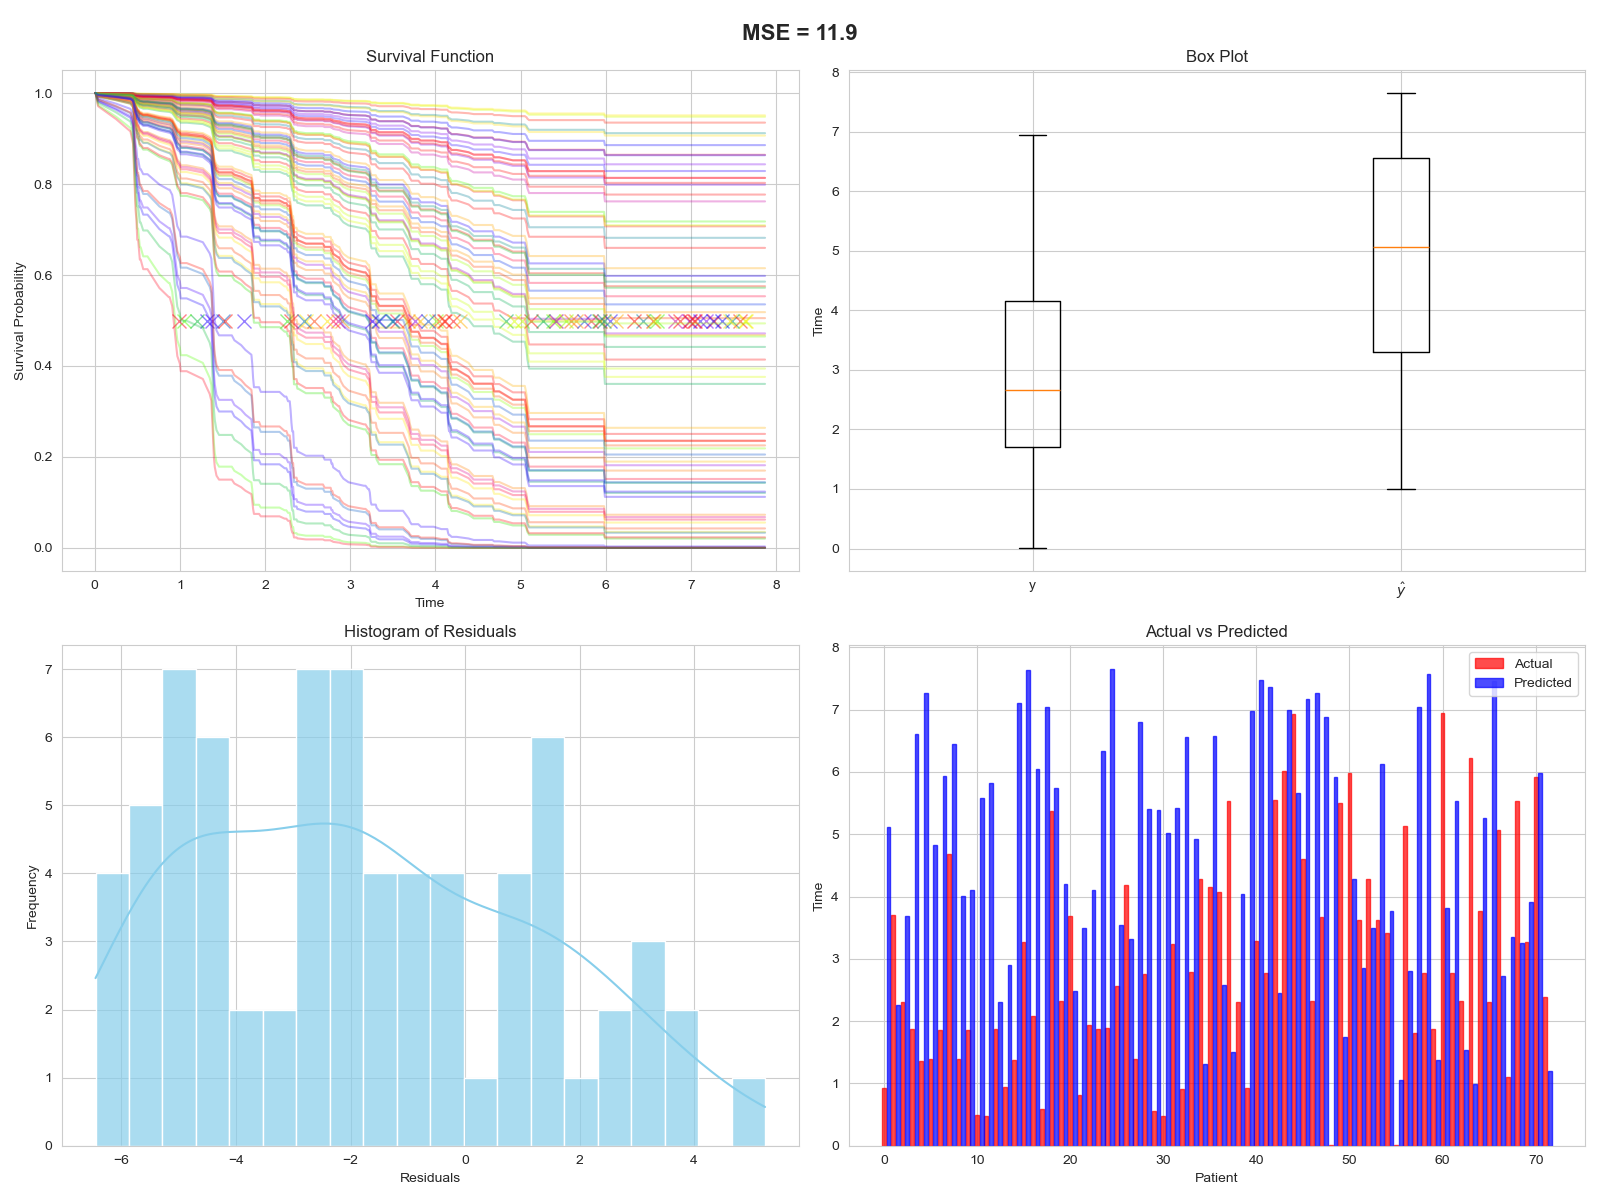 MSE = 11.9
Survival Function
Survival Probability
1.0
0.8
0.6
0.4
0.2
0.0
0 1 2 3 4 5 6 7 8
Time
Box Plot
Time
8
7
6
5
4
3
2
1
0
y ŷ
Histogram of Residuals
Frequency
7
6
5
4
3
2
1
0
−6 −4 −2 0 2 4
Residuals
Actual vs Predicted
Actual
Predicted
Time
8
7
6
5
4
3
2
1
0
0 10 20 30 40 50 60 70
Patient